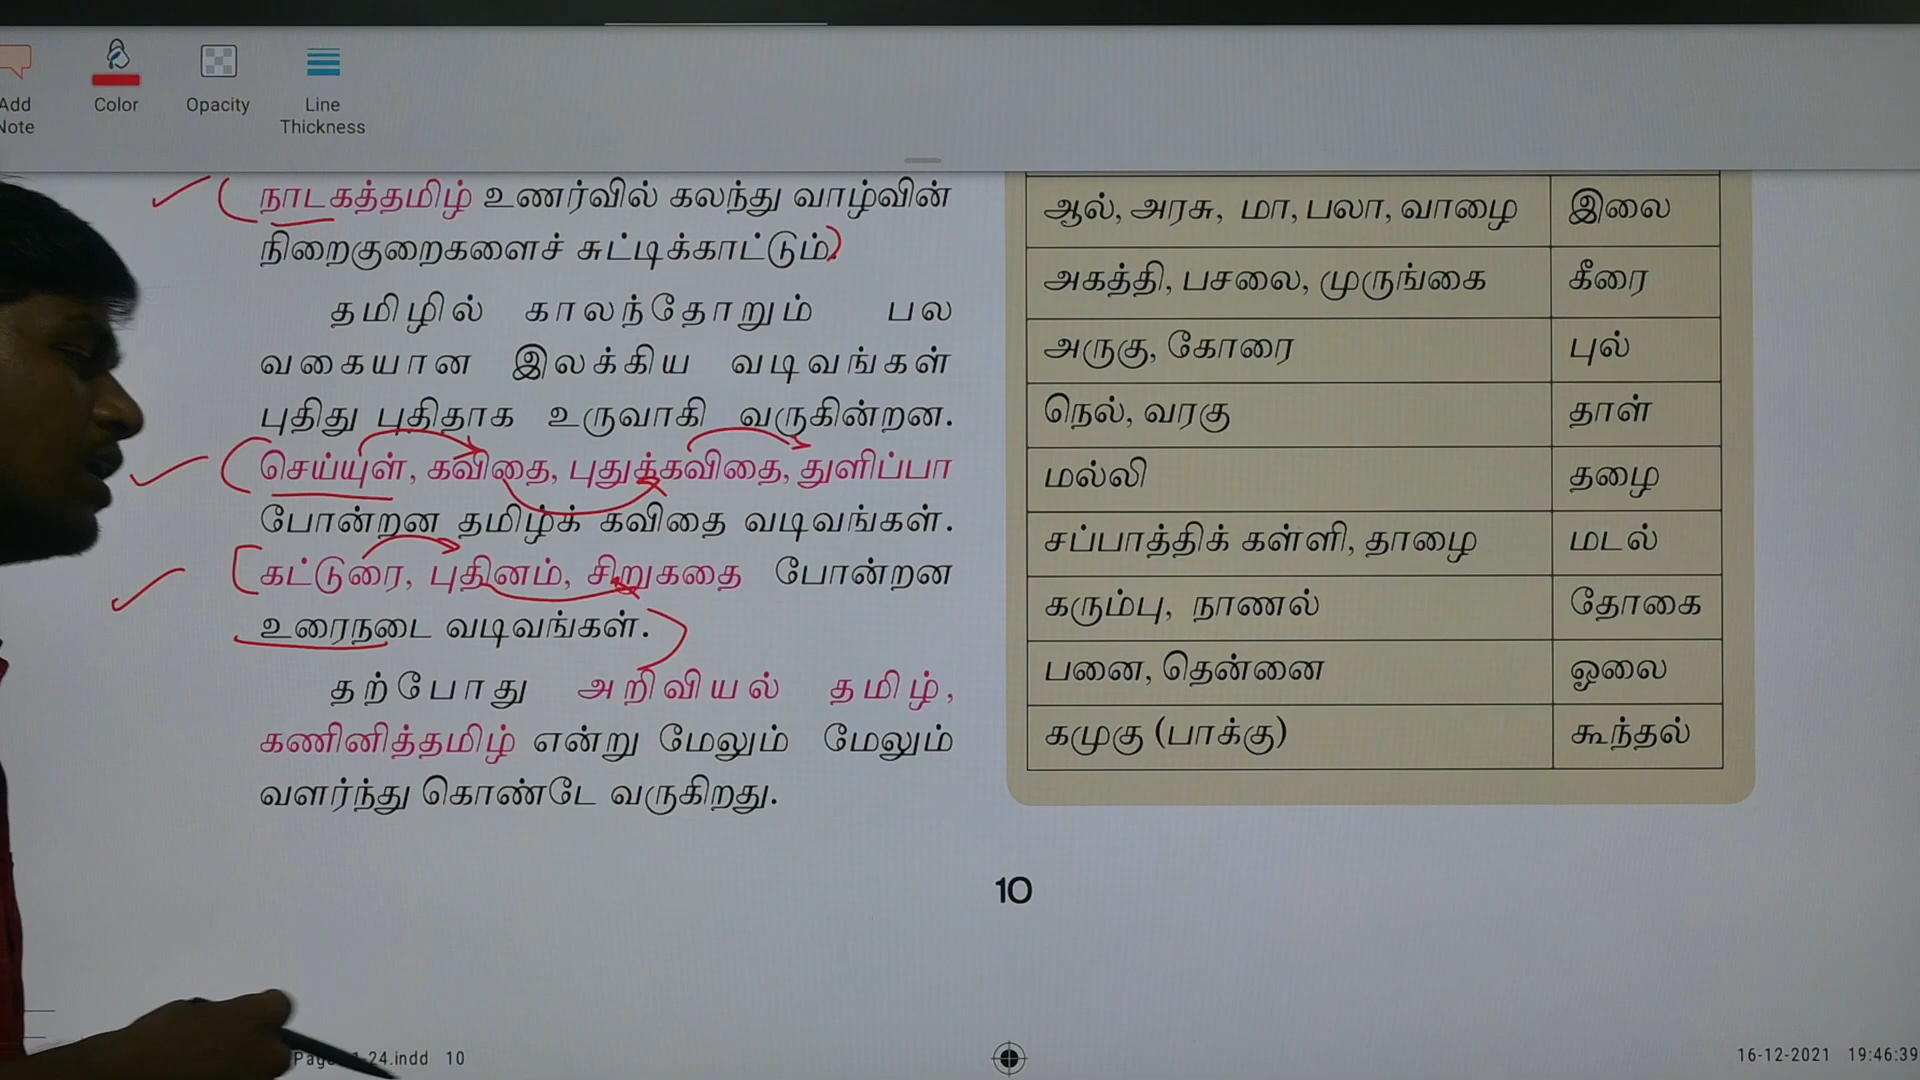 Add
Note
Color
Opacity
Line
Thickness
நாடகத்தமிழ் உணர்வில் கலந்து வாழ்வின்
நிறைகுறைகளைச் சுட்டிக்காட்டும்.
தமிழில் காலந்தோறும் பல
வகையான இலக்கிய வடிவங்கள்
புதிது புதிதாக உருவாகி வருகின்றன.
செய்யுள், கவிதை, புதுக்கவிதை, துளிப்பா
போன்றன தமிழ்க் கவிதை வடிவங்கள்.
கட்டுரை, புதினம், சிறுகதை போன்றன
உரைநடை வடிவங்கள்.
தற்போது அறிவியல் தமிழ்,
கணினித்தமிழ் என்று மேலும் மேலும்
வளர்ந்து கொண்டே வருகிறது.
ஆல், அரசு, மா, பலா, வாழை இலை
அகத்தி, பசலை, முருங்கை கீரை
அருகு, கோரை புல்
நெல், வரகு தாள்
மல்லி தழை
சப்பாத்திக் கள்ளி, தாழை மடல்
கரும்பு, நாணல் தோகை
பனை, தென்னை ஓலை
கமுகு (பாக்கு) கூந்தல்
10
24.indd 10
16-12-2021 19:46:39